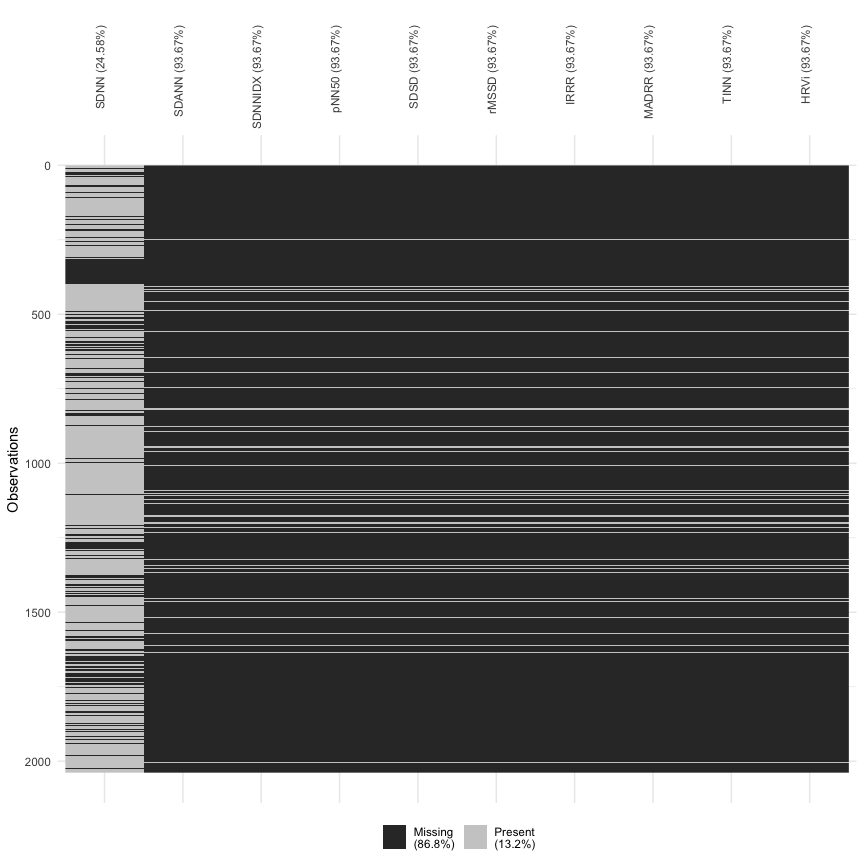 SDNN (24.58%)
SDANN (93.67%)
SDNNIDX (93.67%)
pNN50 (93.67%)
SDSD (93.67%)
rMSSD (93.67%)
IRRR (93.67%)
MADRR (93.67%)
TINN (93.67%)
HRVi (93.67%)
0
500
1000
1500
2000
Observations
Missing
(86.8%)
Present
(13.2%)